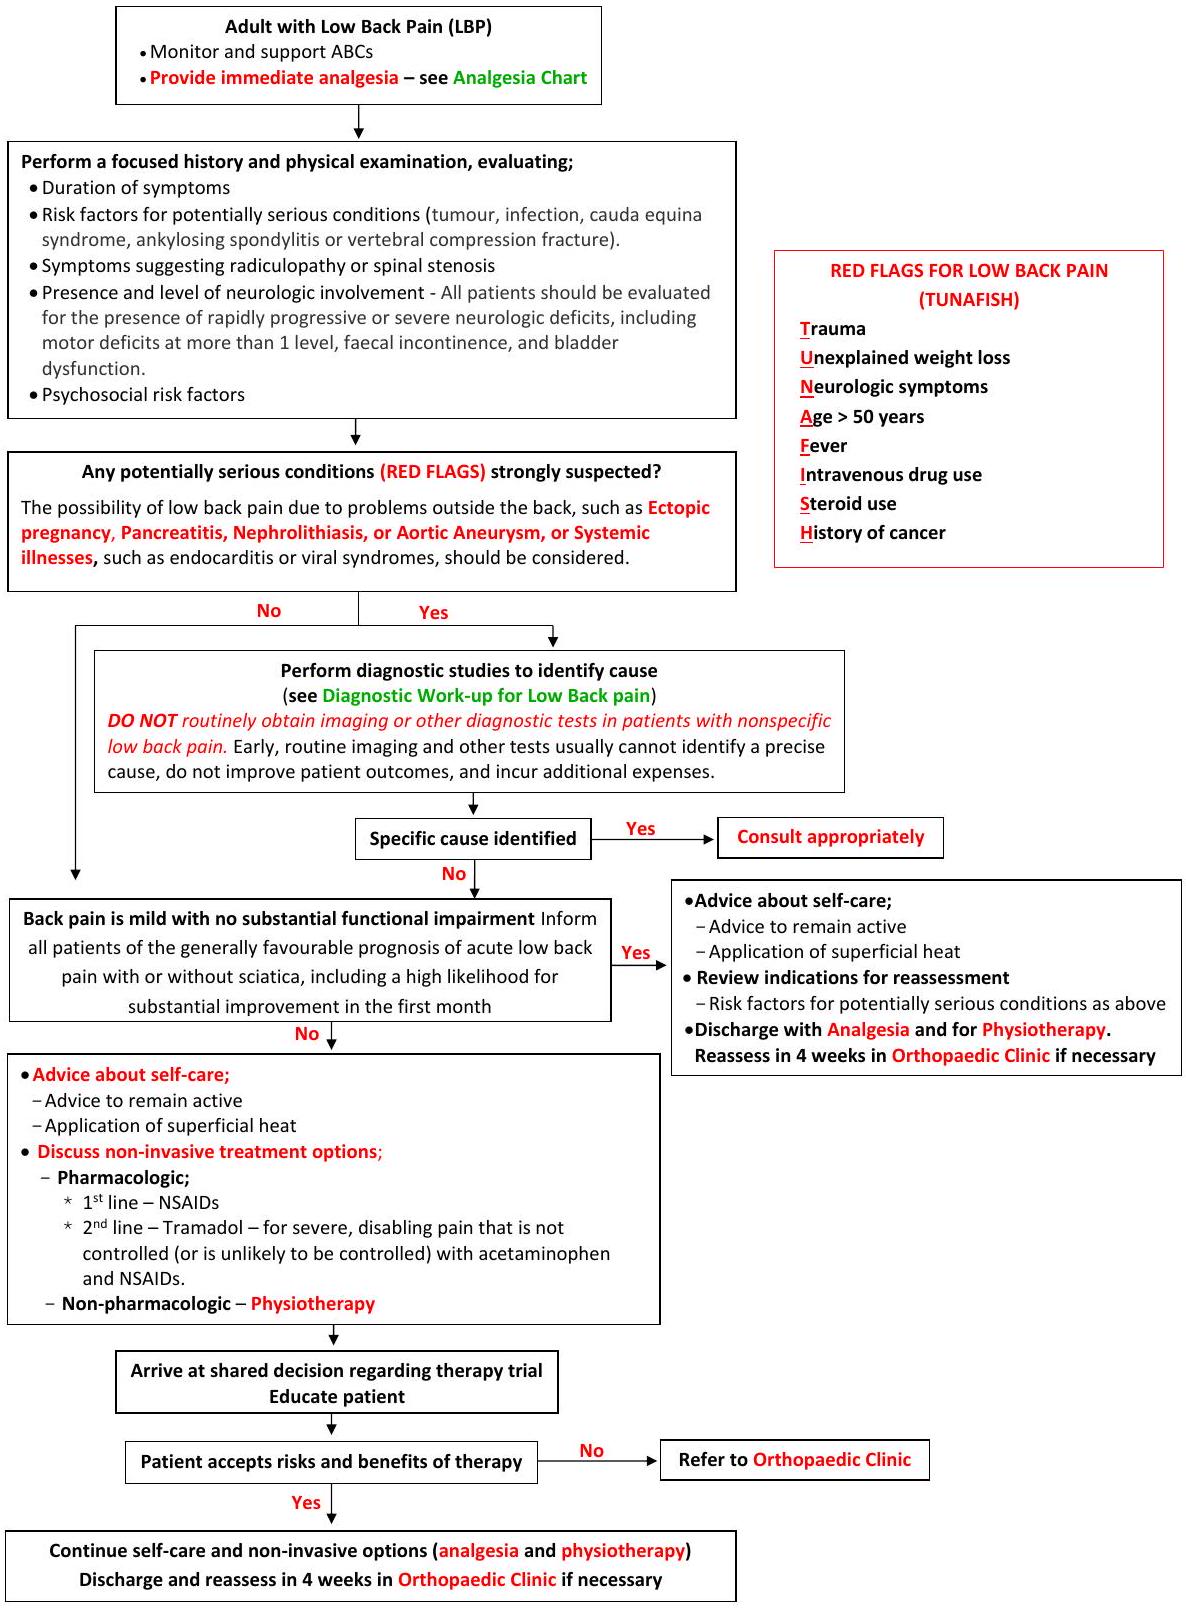 Adult with Low Back Pain (LBP)
• Monitor and support ABCs
• Provide immediate analgesia – see Analgesia Chart
Perform a focused history and physical examination, evaluating;
• Duration of symptoms
• Risk factors for potentially serious conditions (tumour, infection, cauda equina
syndrome, ankylosing spondylitis or vertebral compression fracture).
• Symptoms suggesting radiculopathy or spinal stenosis
• Presence and level of neurologic involvement - All patients should be evaluated
for the presence of rapidly progressive or severe neurologic deficits, including
motor deficits at more than 1 level, faecal incontinence, and bladder
dysfunction.
• Psychosocial risk factors
RED FLAGS FOR LOW BACK PAIN
(TUNAFISH)
Trauma
Unexplained weight loss
Neurologic symptoms
Age > 50 years
Fever
Intravenous drug use
Steroid use
History of cancer
Any potentially serious conditions (RED FLAGS) strongly suspected?
The possibility of low back pain due to problems outside the back, such as Ectopic
pregnancy, Pancreatitis, Nephrolithiasis, or Aortic Aneurysm, or Systemic
illnesses, such as endocarditis or viral syndromes, should be considered.
No
Yes
Perform diagnostic studies to identify cause
(see Diagnostic Work-up for Low Back pain)
DO NOT routinely obtain imaging or other diagnostic tests in patients with nonspecific
low back pain. Early, routine imaging and other tests usually cannot identify a precise
cause, do not improve patient outcomes, and incur additional expenses.
Specific cause identified
Yes
Consult appropriately
No
Back pain is mild with no substantial functional impairment Inform
all patients of the generally favourable prognosis of acute low back
pain with or without sciatica, including a high likelihood for
substantial improvement in the first month
Yes
• Advice about self-care;
– Advice to remain active
– Application of superficial heat
• Review indications for reassessment
– Risk factors for potentially serious conditions as above
• Discharge with Analgesia and for Physiotherapy.
Reassess in 4 weeks in Orthopaedic Clinic if necessary
No
• Advice about self-care;
– Advice to remain active
– Application of superficial heat
• Discuss non-invasive treatment options;
– Pharmacologic;
* 1st line – NSAIDs
* 2nd line – Tramadol – for severe, disabling pain that is not
controlled (or is unlikely to be controlled) with acetaminophen
and NSAIDs.
– Non-pharmacologic – Physiotherapy
Arrive at shared decision regarding therapy trial
Educate patient
Patient accepts risks and benefits of therapy
No
Refer to Orthopaedic Clinic
Yes
Continue self-care and non-invasive options (analgesia and physiotherapy)
Discharge and reassess in 4 weeks in Orthopaedic Clinic if necessary